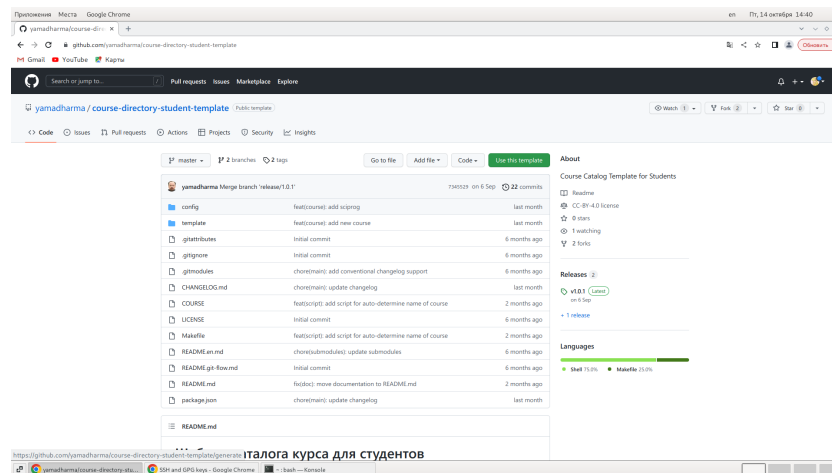 Приложения Места Google Chrome en Пт, 14 октября 14:40
yamadharma/course-dire
github.com/yamadharma/course-directory-student-template Обновить
Gmail YouTube Карты
Search or jump to... / Pull requests Issues Marketplace Explore
yamadharma / course-directory-student-template Public template Watch 1 Fork 2 Star 0
Code Issues Pull requests Actions Projects Security Insights
master 2 branches 2 tags Go to file Add file Code Use this template
About
Course Catalog Template for Students
yamadharma Merge branch 'release/1.0.1' 7345529 on 6 Sep 22 commits
config feat(course): add sciprog last month
template feat(course): add new course last month
.gitattributes Initial commit 6 months ago
.gitignore Initial commit 6 months ago
.gitmodules chore(main): add conventional changelog support 6 months ago
CHANGELOG.md chore(main): update changelog last month
COURSE feat(script): add script for auto-determine name of course 2 months ago
LICENSE Initial commit 6 months ago
Makefile feat(script): add script for auto-determine name of course 2 months ago
README.en.md chore(submodules): update submodules 6 months ago
README.git-flow.md Initial commit 6 months ago
README.md fix(doc): move documentation to README.md 2 months ago
package.json chore(main): update changelog last month
Readme
CC-BY-4.0 license
0 stars
1 watching
2 forks
Releases 2
v1.0.1 Latest
on 6 Sep
+ 1 release
Languages
Shell 75.0% Makefile 25.0%
README.md
талога курса для студентов
https://github.com/yamadharma/course-directory-student-template/generate
yamadharma/course-directory-stu... SSH and GPG keys - Google Chrome ~ : bash — Konsole